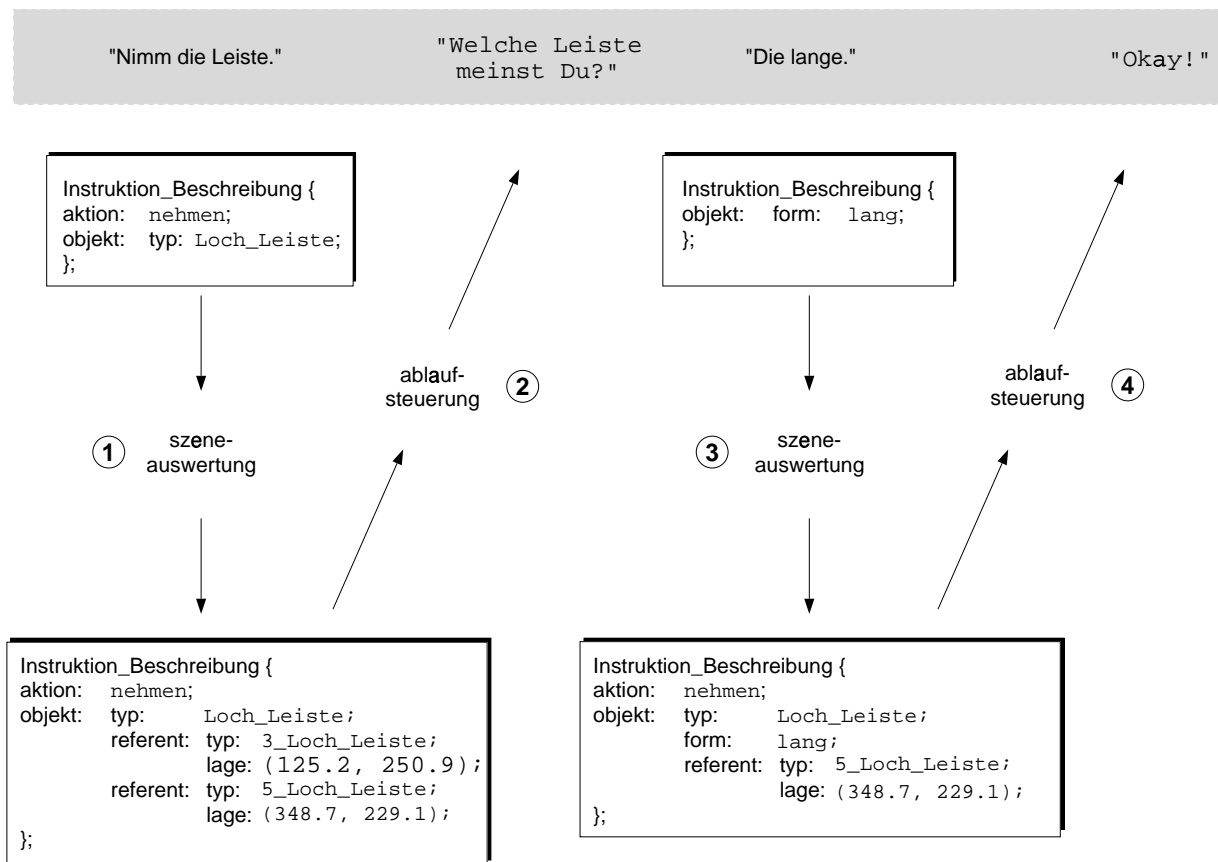 "Nimm die Leiste."
"Welche Leiste
meinst Du?"
"Die lange."
"Okay!"
Instruktion_Beschreibung {
aktion: nehmen;
objekt: typ: Loch_Leiste;
};
Instruktion_Beschreibung {
objekt: form: lang;
};
1
szene-
auswertung
ablauf-
steuerung
2
3
szene-
auswertung
ablauf-
steuerung
4
Instruktion_Beschreibung {
aktion: nehmen;
objekt: typ: Loch_Leiste;
referent: typ: 3_Loch_Leiste;
lage: (125.2, 250.9);
referent: typ: 5_Loch_Leiste;
lage: (348.7, 229.1);
};
Instruktion_Beschreibung {
aktion: nehmen;
objekt: typ: Loch_Leiste;
form: lang;
referent: typ: 5_Loch_Leiste;
lage: (348.7, 229.1);
};